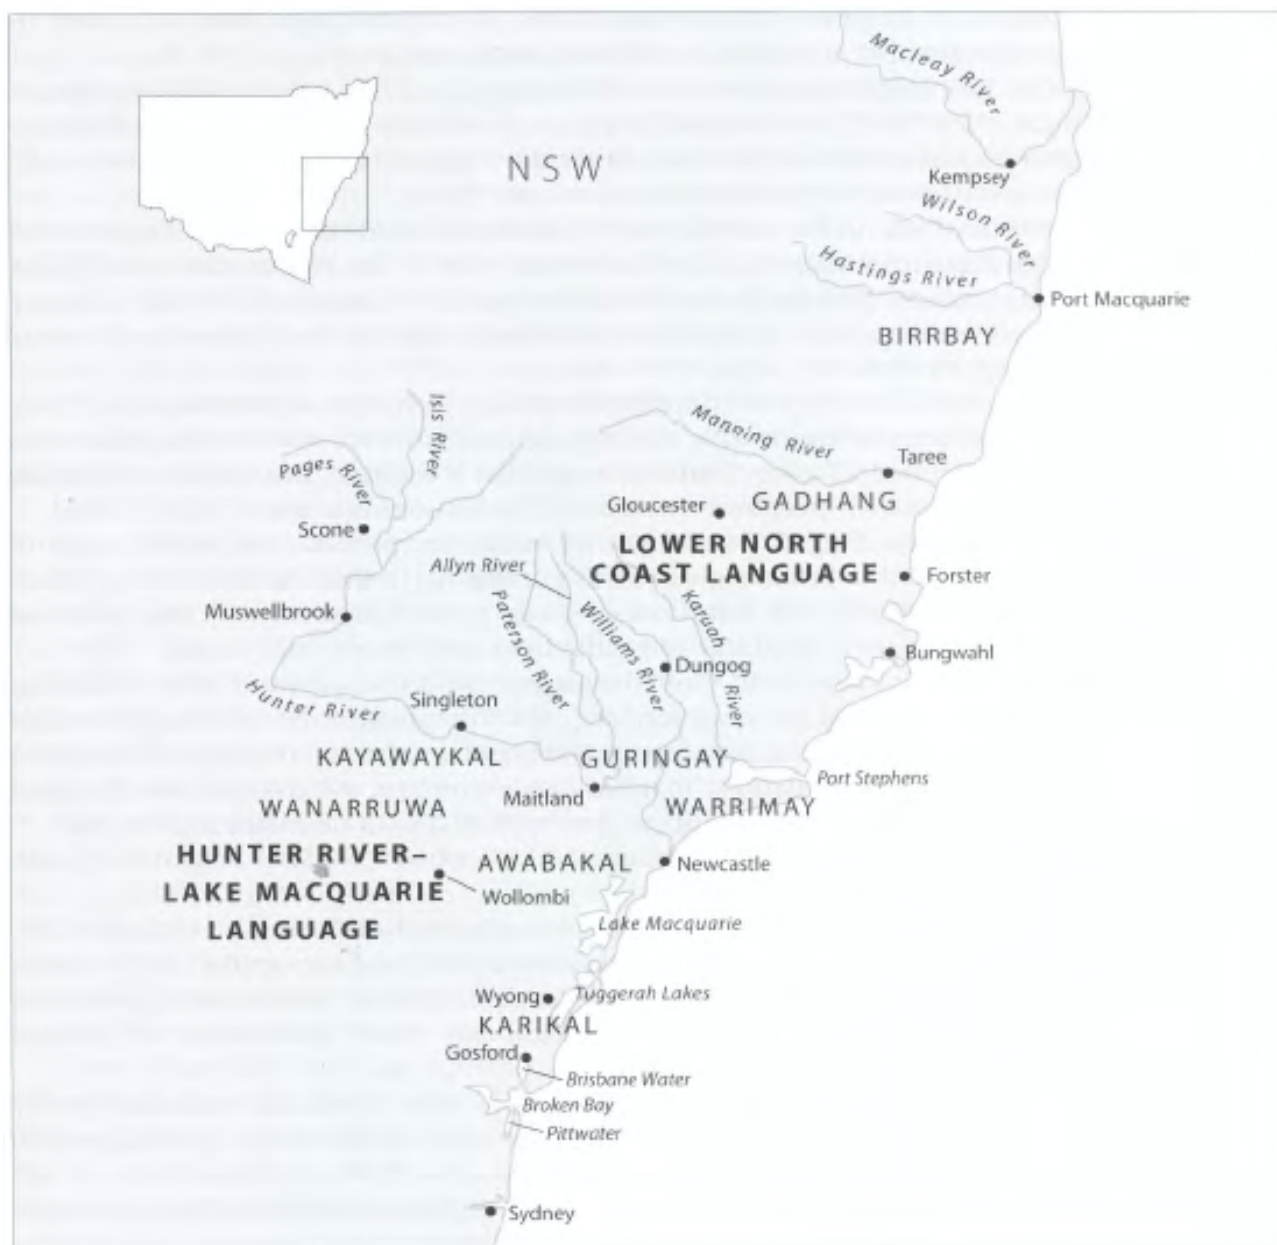 Macleay River
NSW
Kempsey
Wilson River
Hastings River
Port Macquarie
BIRRBAY
Isis River
Manning River
Pages River
Taree
Gloucester
GADHANG
Scone
LOWER NORTH
COAST LANGUAGE
Allyn River
Forster
Paterson River
Williams River
Karuah River
Muswellbrook
Bungwahl
Dungog
Hunter River
Singleton
KAYAWAYKAL
GURINGAY
Port Stephens
Maitland
WANARRUWA
WARRIMAY
HUNTER RIVER–
LAKE MACQUARIE
LANGUAGE
AWABAKAL
Newcastle
Wollombi
Lake Macquarie
Wyong
Tuggerah Lakes
KARIKAL
Gosford
Brisbane Water
Broken Bay
Pittwater
Sydney